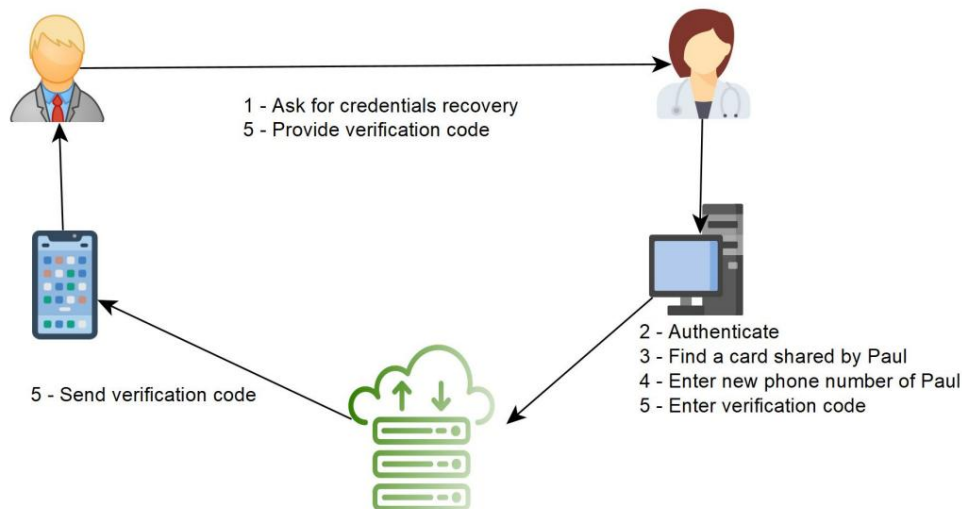 1 - Ask for credentials recovery
5 - Provide verification code
2 - Authenticate
3 - Find a card shared by Paul
4 - Enter new phone number of Paul
5 - Enter verification code
5 - Send verification code